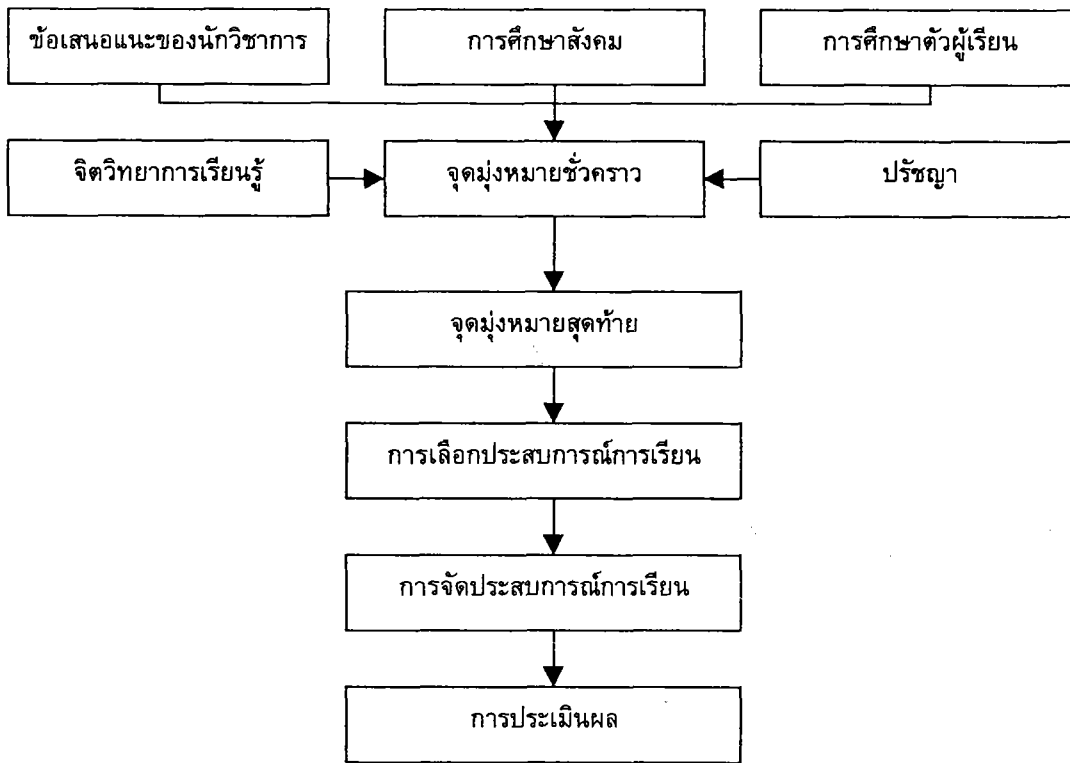 ข้อเสนอแนะของนักวิชาการ
การศึกษาสังคม
การศึกษาตัวผู้เรียน
จิตวิทยาการเรียนรู้
จุดมุ่งหมายชั่วคราว
ปรัชญา
จุดมุ่งหมายสุดท้าย
การเลือกประสบการณ์การเรียน
การจัดประสบการณ์การเรียน
การประเมินผล